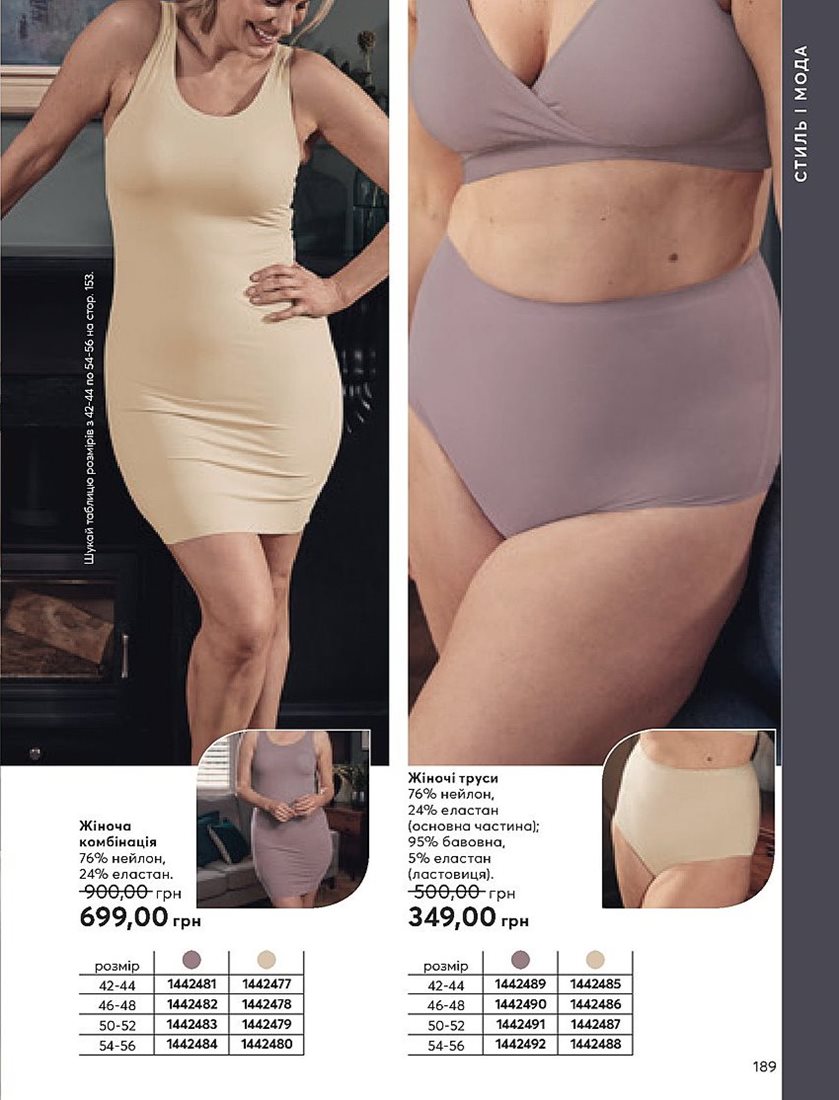 СТИЛЬ | МОДА
Шукай таблицю розмірів з 42-44 по 54-56 на стор. 153.
Жіноча
комбінація
76% нейлон,
24% еластан.
900,00 грн
699,00 грн
розмір
42-44 1442481 1442477
46-48 1442482 1442478
50-52 1442483 1442479
54-56 1442484 1442480
Жіночі труси
76% нейлон,
24% еластан
(основна частина);
95% бавовна,
5% еластан
(ластовиця).
500,00 грн
349,00 грн
розмір
42-44 1442489 1442485
46-48 1442490 1442486
50-52 1442491 1442487
54-56 1442492 1442488
189